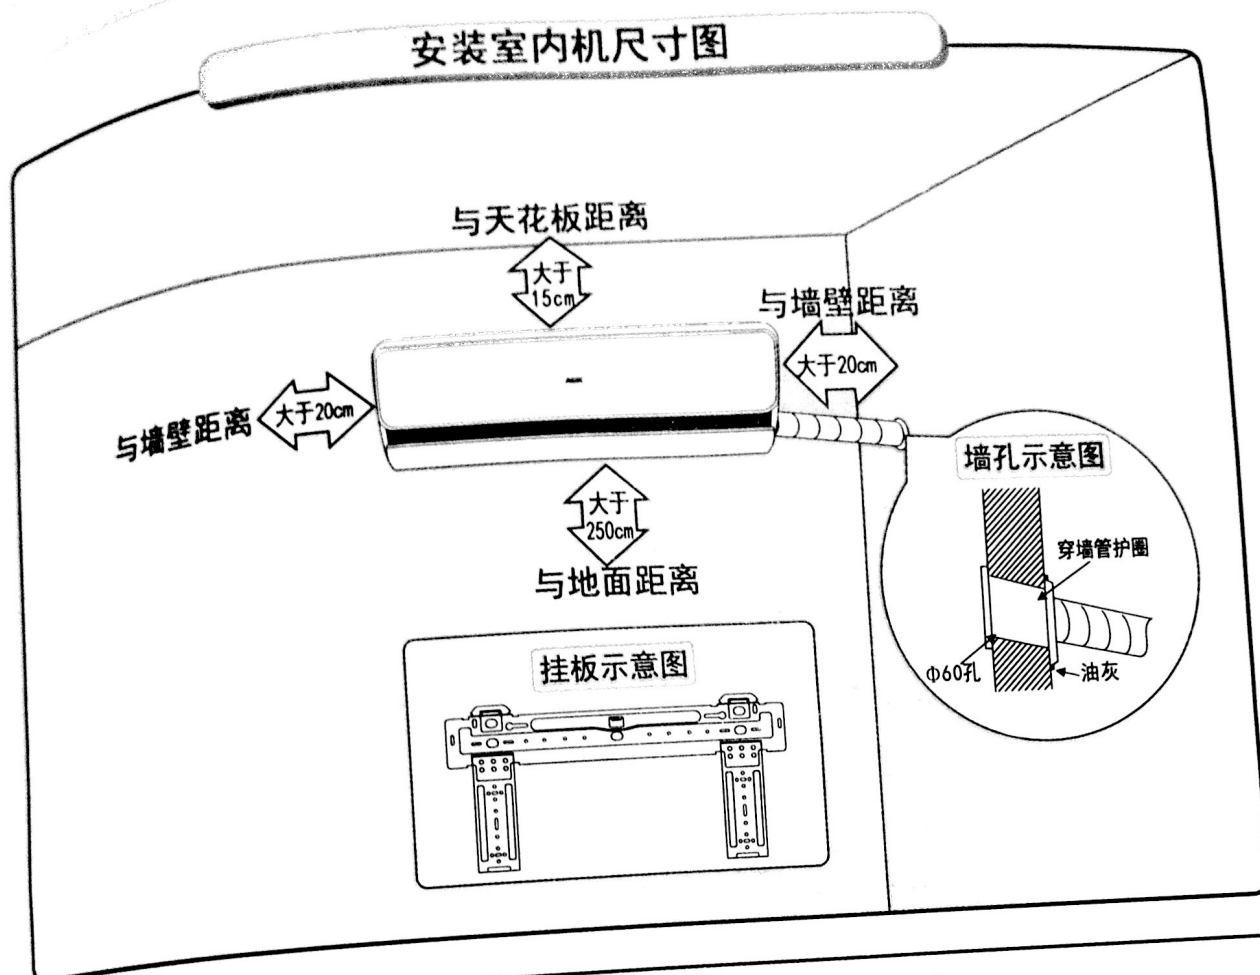 安装室内机尺寸图
与天花板距离
大于
15cm
与墙壁距离
大于20cm
与墙壁距离
大于20cm
AUX
大于
250cm
与地面距离
墙孔示意图
穿墙管护圈
Φ60孔
油灰
挂板示意图